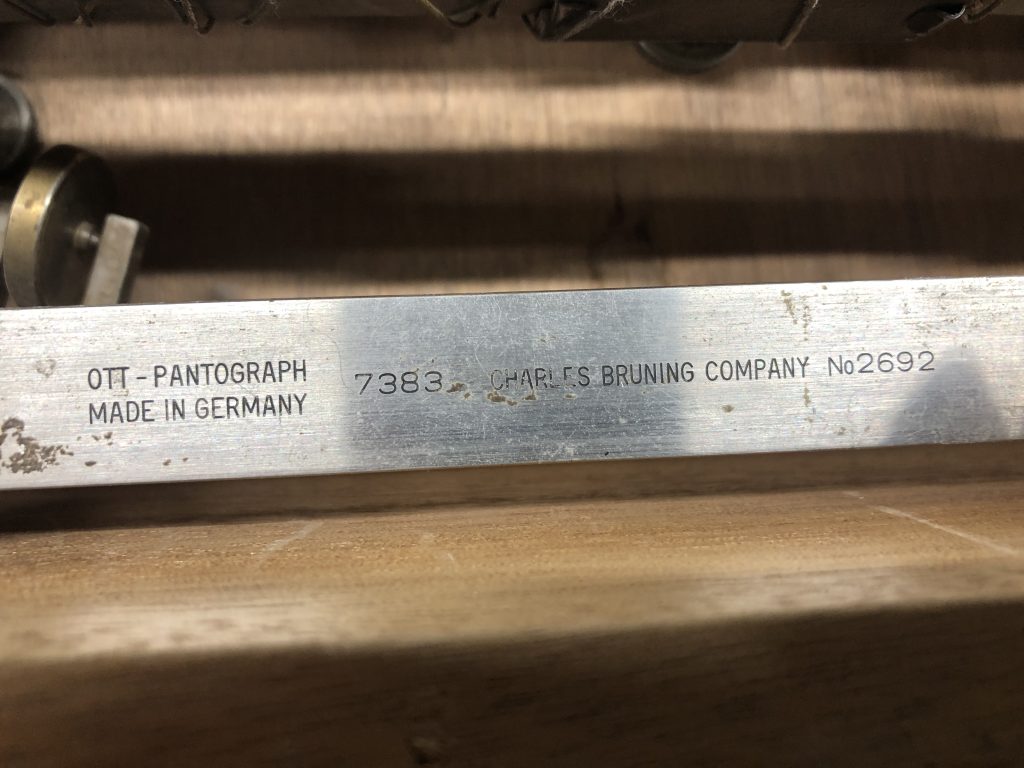 OTT - PANTOGRAPH
MADE IN GERMANY
7383 CHARLES BRUNING COMPANY No2692